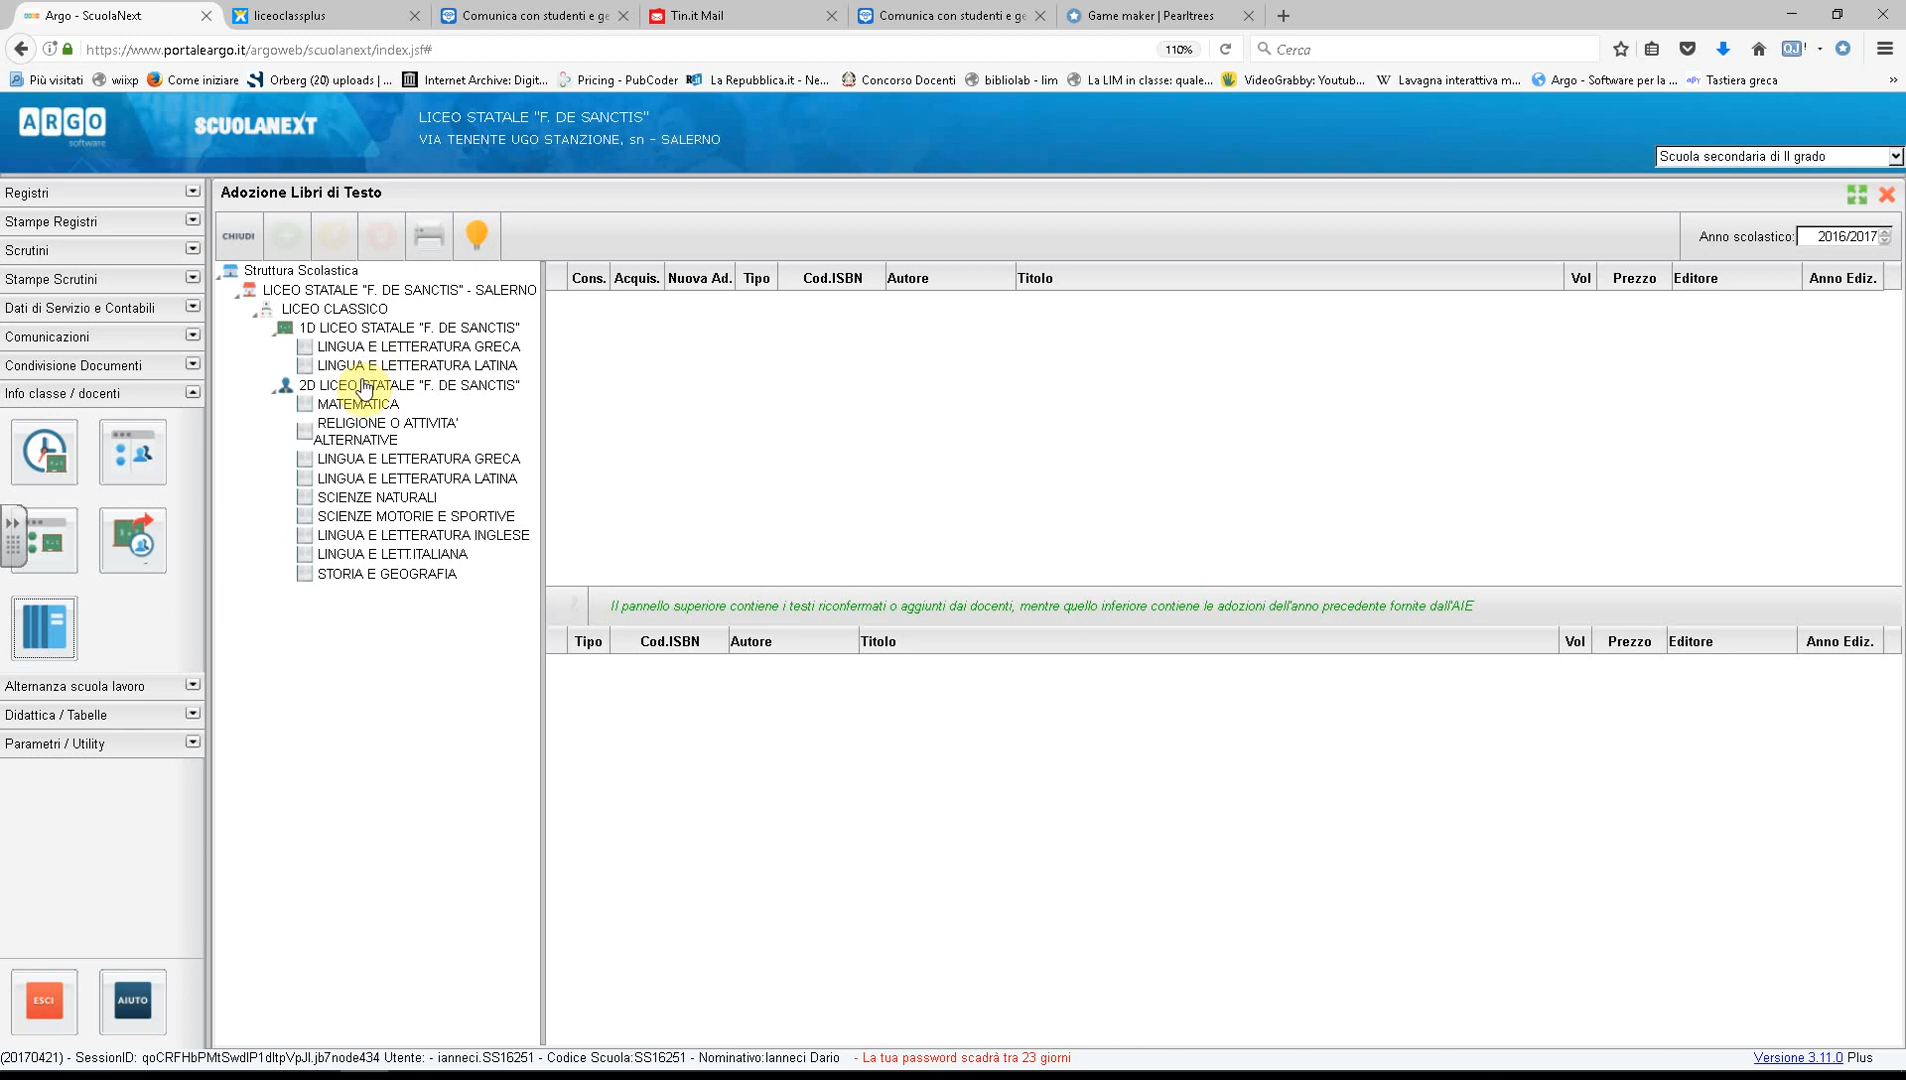 Argo - ScuolaNext
liceoclassplus
Comunica con studenti e ge
Tin.it Mail
Comunica con studenti e ge
Game maker | Pearltrees
https://www.portaleargo.it/argoweb/scuolanext/index.jsf#
110%
Cerca
Più visitati
wiixp
Come iniziare
Orberg (20) uploads | ...
Internet Archive: Digit...
Pricing - PubCoder
La Repubblica.it - Ne...
Concorso Docenti
bibliolab - lim
La LIM in classe: quale...
VideoGrabby: Youtub...
Lavagna interattiva m...
Argo - Software per la ...
Tastiera greca
ARGO
software
SCUOLANEXT
LICEO STATALE "F. DE SANCTIS"
VIA TENENTE UGO STANZIONE, sn - SALERNO
Scuola secondaria di II grado
Registri
Stampe Registri
Scrutini
Stampe Scrutini
Dati di Servizio e Contabili
Comunicazioni
Condivisione Documenti
Info classe / docenti
Alternanza scuola lavoro
Didattica / Tabelle
Parametri / Utility
ESCI
AIUTO
Adozione Libri di Testo
CHIUDI
Anno scolastico: 2016/2017
Struttura Scolastica
LICEO STATALE "F. DE SANCTIS" - SALERNO
LICEO CLASSICO
1D LICEO STATALE "F. DE SANCTIS"
LINGUA E LETTERATURA GRECA
LINGUA E LETTERATURA LATINA
2D LICEO STATALE "F. DE SANCTIS"
MATEMATICA
RELIGIONE O ATTIVITA'
ALTERNATIVE
LINGUA E LETTERATURA GRECA
LINGUA E LETTERATURA LATINA
SCIENZE NATURALI
SCIENZE MOTORIE E SPORTIVE
LINGUA E LETTERATURA INGLESE
LINGUA E LETT.ITALIANA
STORIA E GEOGRAFIA
Cons. Acquis. Nuova Ad. Tipo Cod.ISBN Autore Titolo Vol Prezzo Editore Anno Ediz.
Il pannello superiore contiene i testi riconfermati o aggiunti dai docenti, mentre quello inferiore contiene le adozioni dell'anno precedente fornite dall'AIE
Tipo Cod.ISBN Autore Titolo Vol Prezzo Editore Anno Ediz.
(20170421) - SessionID: qoCRFHbPMtSwdlP1dltpVpJl.jb7node434 Utente: - ianneci.SS16251 - Codice Scuola:SS16251 - Nominativo:Ianneci Dario - La tua password scadrà tra 23 giorni
Versione 3.11.0 Plus